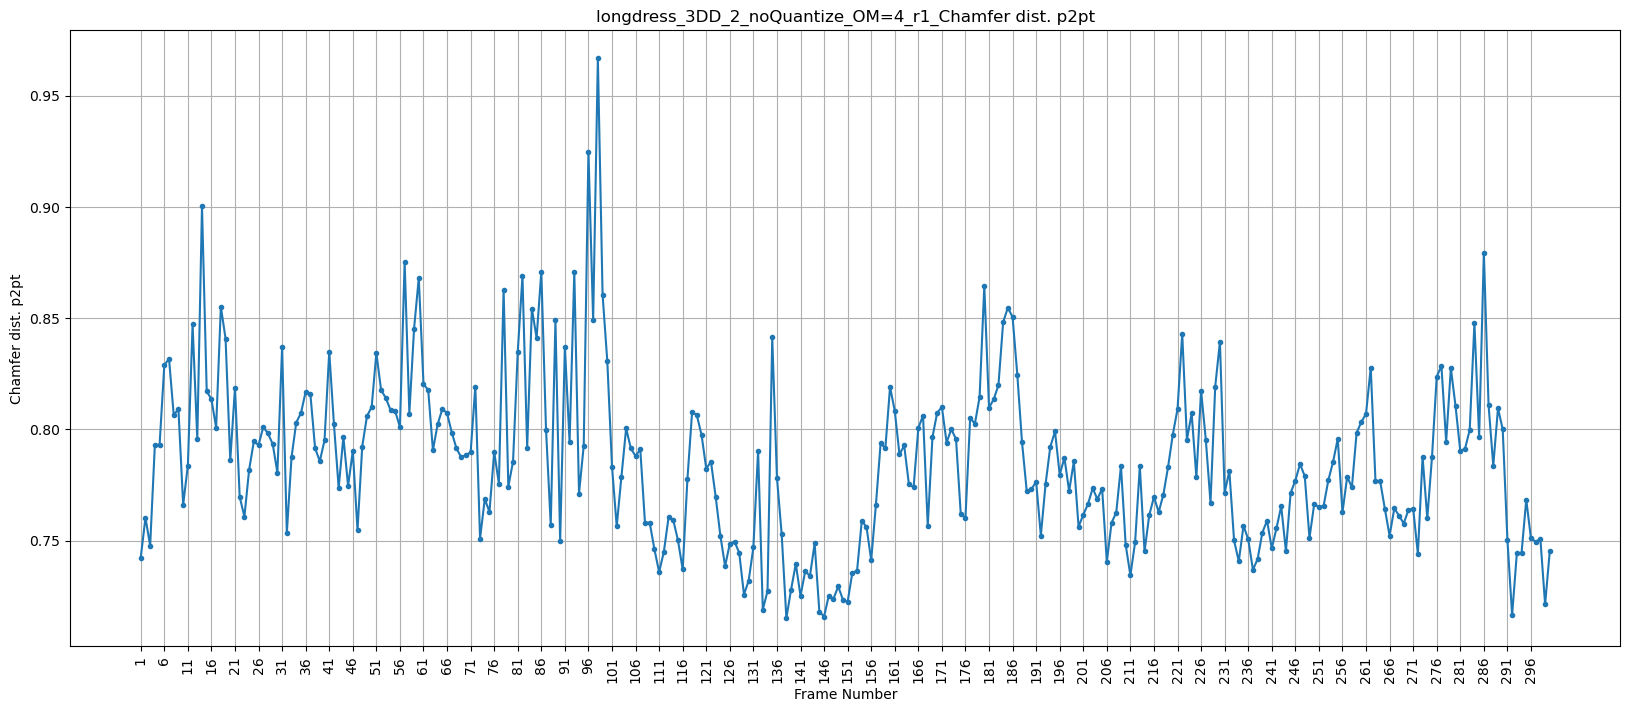 longdress_3DD_2_noQuantize_OM=4_r1_Chamfer dist. p2pt
Chamfer dist. p2pt
0.95
0.90
0.85
0.80
0.75
1 6 11 16 21 26 31 36 41 46 51 56 61 66 71 76 81 86 91 96 101 106 111 116 121 126 131 136 141 146 151 156 161 166 171 176 181 186 191 196 201 206 211 216 221 226 231 236 241 246 251 256 261 266 271 276 281 286 291 296
Frame Number